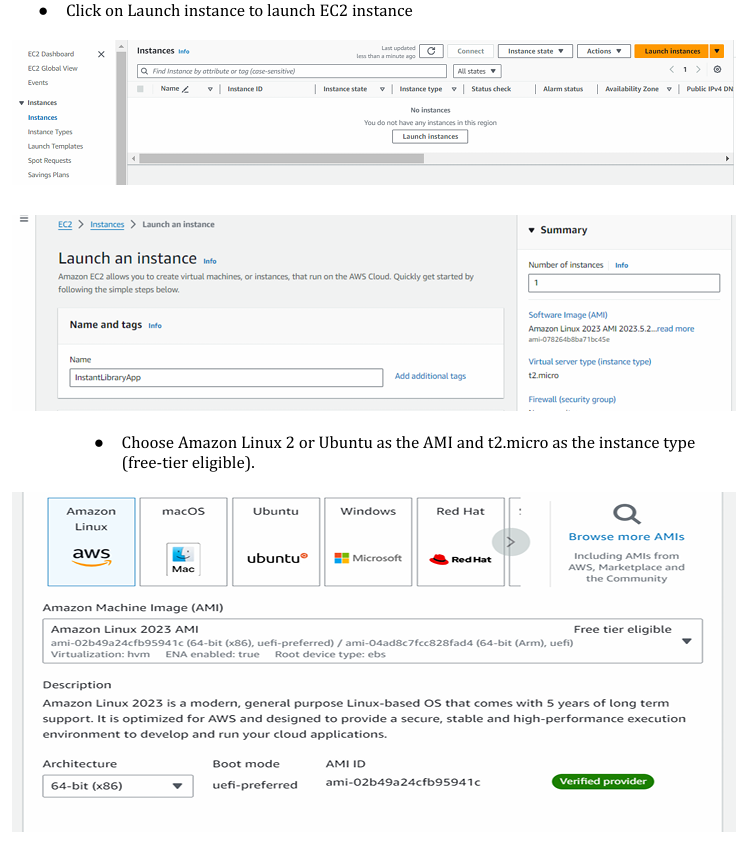 ● Click on Launch instance to launch EC2 instance
EC2 Dashboard
EC2 Global View
Events
▼ Instances
Instances
Instance Types
Launch Templates
Spot Requests
Savings Plans
Instances Info
Last updated
less than a minute ago
Connect
Instance state ▼
Actions ▼
Launch instances ▼
Find Instance by attribute or tag (case-sensitive)
All states ▼
< 1 >
Name
Instance ID
Instance state
Instance type
Status check
Alarm status
Availability Zone
Public IPv4 DN
No instances
You do not have any instances in this region
Launch instances
EC2 > Instances > Launch an instance
Launch an instance Info
Amazon EC2 allows you to create virtual machines, or instances, that run on the AWS Cloud. Quickly get started by
following the simple steps below.
Name and tags Info
Name
InstantLibraryApp
Add additional tags
▼ Summary
Number of instances Info
1
Software Image (AMI)
Amazon Linux 2023 AMI 2023.5.2...read more
ami-078264b8ba71bc45e
Virtual server type (instance type)
t2.micro
Firewall (security group)
● Choose Amazon Linux 2 or Ubuntu as the AMI and t2.micro as the instance type
(free-tier eligible).
Amazon
Linux
aws
macOS
Mac
Ubuntu
ubuntu
Windows
Microsoft
Red Hat
Red Hat
Browse more AMIs
Including AMIs from
AWS, Marketplace and
the Community
Amazon Machine Image (AMI)
Amazon Linux 2023 AMI
Free tier eligible
ami-02b49a24cfb95941c (64-bit (x86), uefi-preferred) / ami-04ad8c7fcc828fad4 (64-bit (Arm), uefi)
Virtualization: hvm ENA enabled: true Root device type: ebs
Description
Amazon Linux 2023 is a modern, general purpose Linux-based OS that comes with 5 years of long term
support. It is optimized for AWS and designed to provide a secure, stable and high-performance execution
environment to develop and run your cloud applications.
Architecture
Boot mode
AMI ID
64-bit (x86)
uefi-preferred
ami-02b49a24cfb95941c
Verified provider